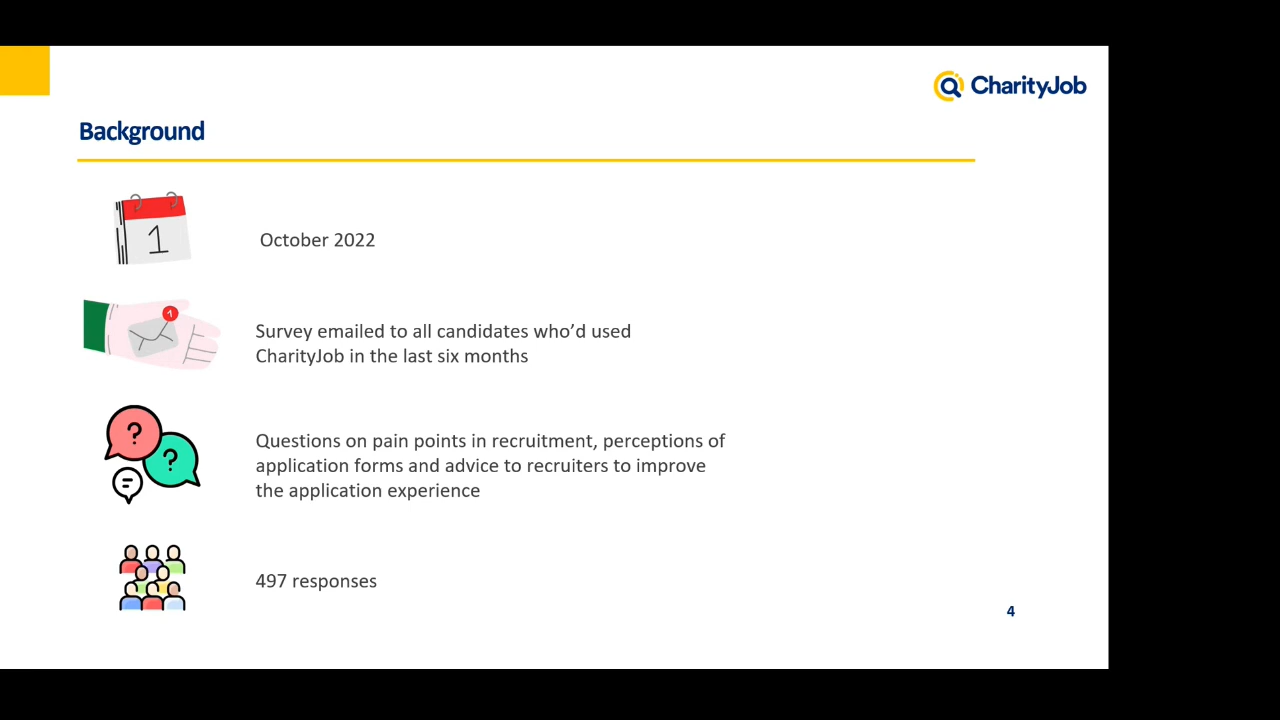 CharityJob
Background
1
October 2022
1
Survey emailed to all candidates who’d used
CharityJob in the last six months
?
?
Questions on pain points in recruitment, perceptions of
application forms and advice to recruiters to improve
the application experience
497 responses
4